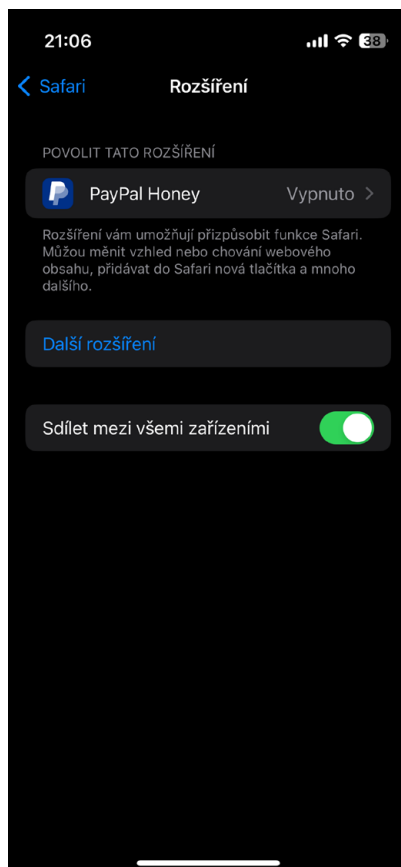 21:06
38
Safari
Rozšíření
POVOLIT TATO ROZŠÍŘENÍ
PayPal Honey
Vypnuto
Rozšíření vám umožňují přizpůsobit funkce Safari.
Můžou měnit vzhled nebo chování webového
obsahu, přidávat do Safari nová tlačítka a mnoho
dalšího.
Další rozšíření
Sdílet mezi všemi zařízeními